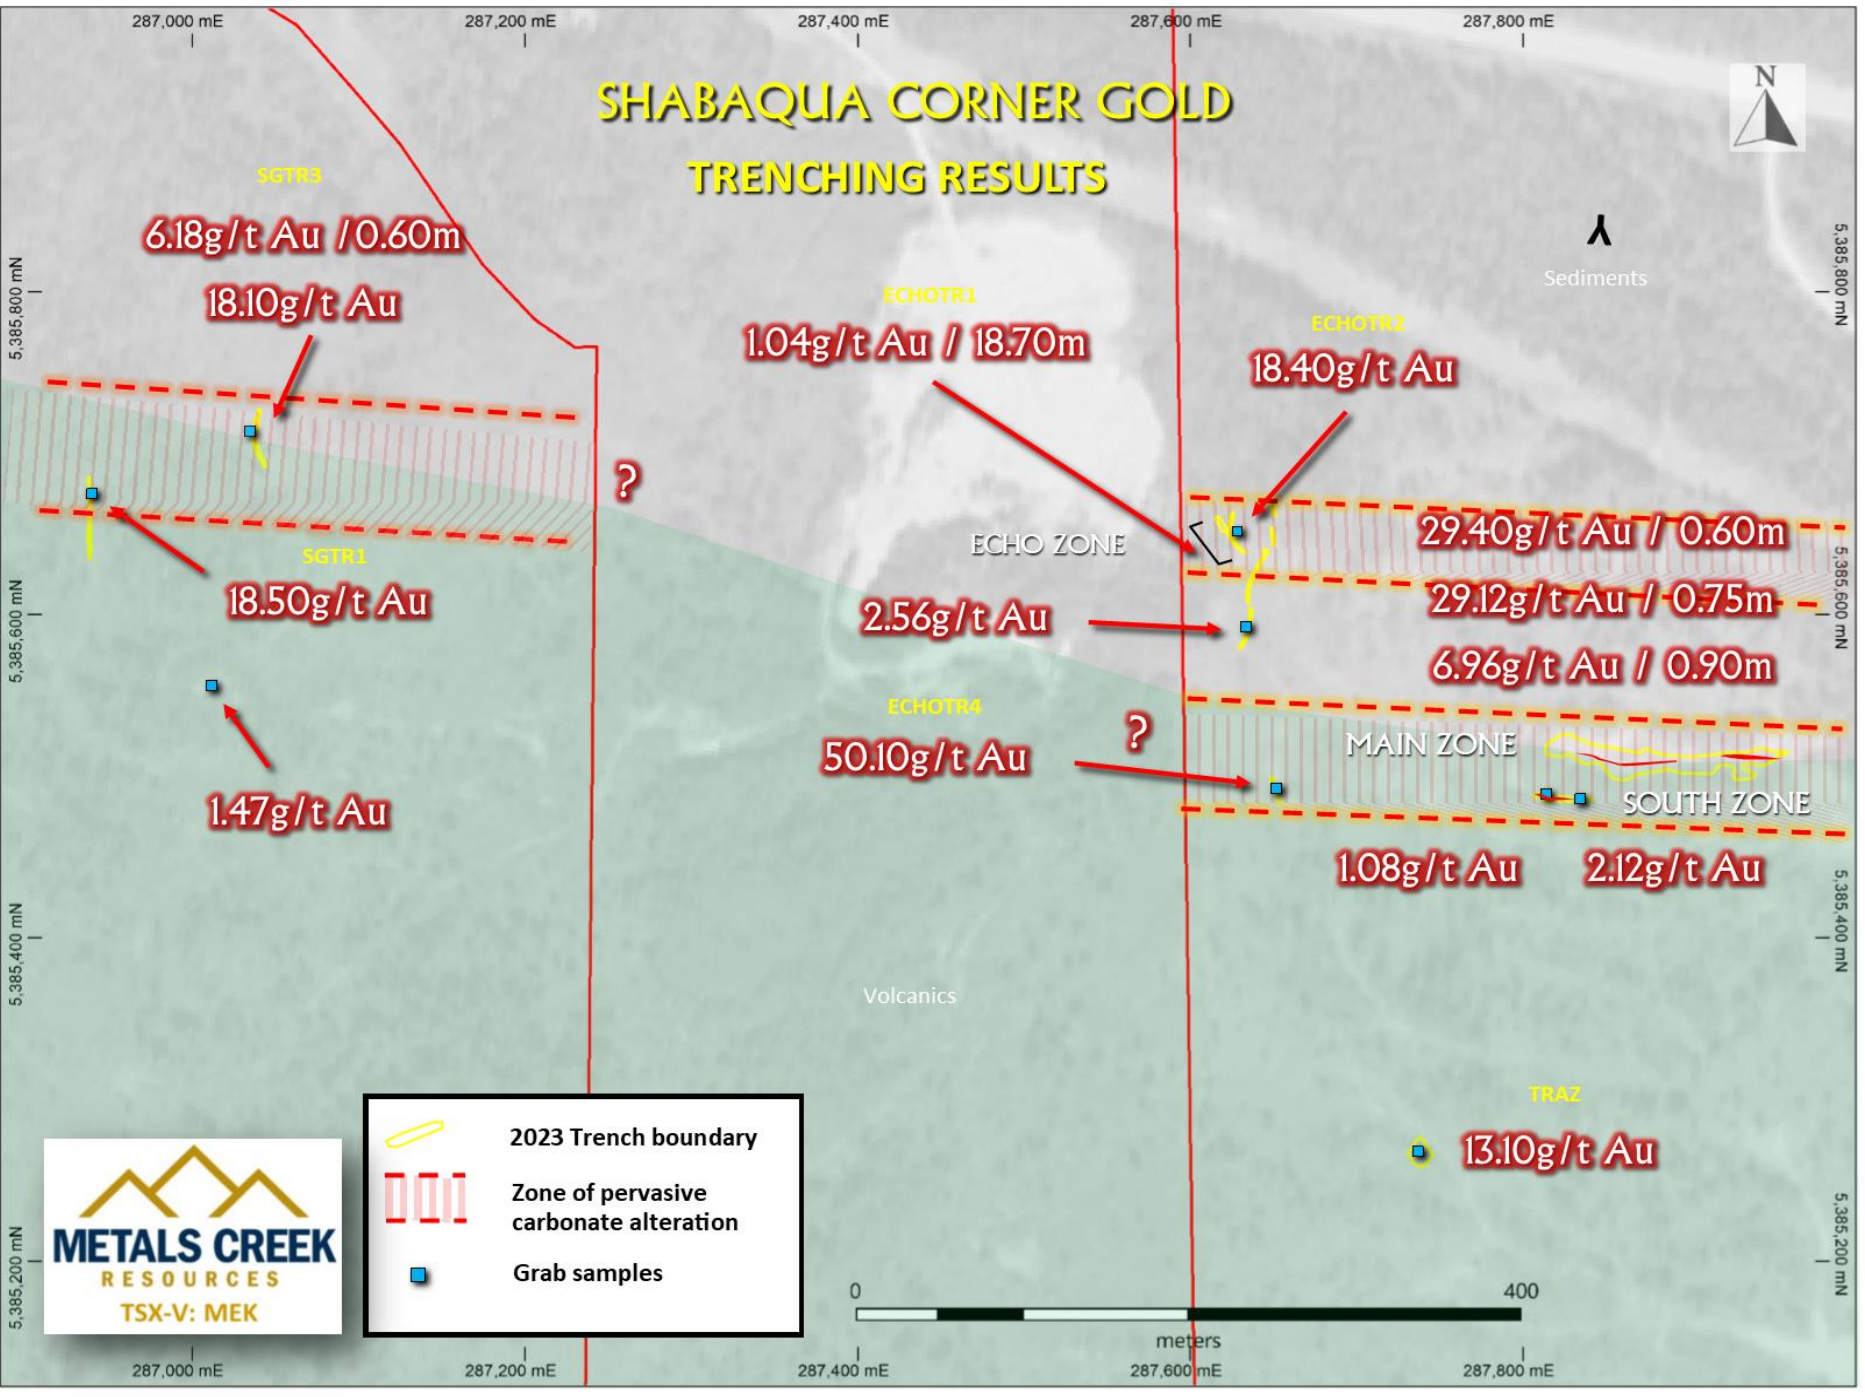 287,000 mE
287,200 mE
287,400 mE
287,600 mE
287,800 mE
SHABAQUA CORNER GOLD
TRENCHING RESULTS
N
SGTR3
6.18g/t Au /0.60m
18.10g/t Au
ECHOTR1
1.04g/t Au / 18.70m
ECHOTR2
18.40g/t Au
Sediments
5,385,800 mN
5,385,800 mN
?
ECHO ZONE
29.40g/t Au / 0.60m
29.12g/t Au / 0.75m
6.96g/t Au / 0.90m
SGTR1
18.50g/t Au
2.56g/t Au
5,385,600 mN
5,385,600 mN
1.47g/t Au
ECHOTR4
50.10g/t Au
?
MAIN ZONE
SOUTH ZONE
1.08g/t Au
2.12g/t Au
5,385,400 mN
5,385,400 mN
Volcanics
TRAZ
13.10g/t Au
2023 Trench boundary
Zone of pervasive
carbonate alteration
Grab samples
METALS CREEK
RESOURCES
TSX-V: MEK
5,385,200 mN
5,385,200 mN
0
400
meters
287,000 mE
287,200 mE
287,400 mE
287,600 mE
287,800 mE